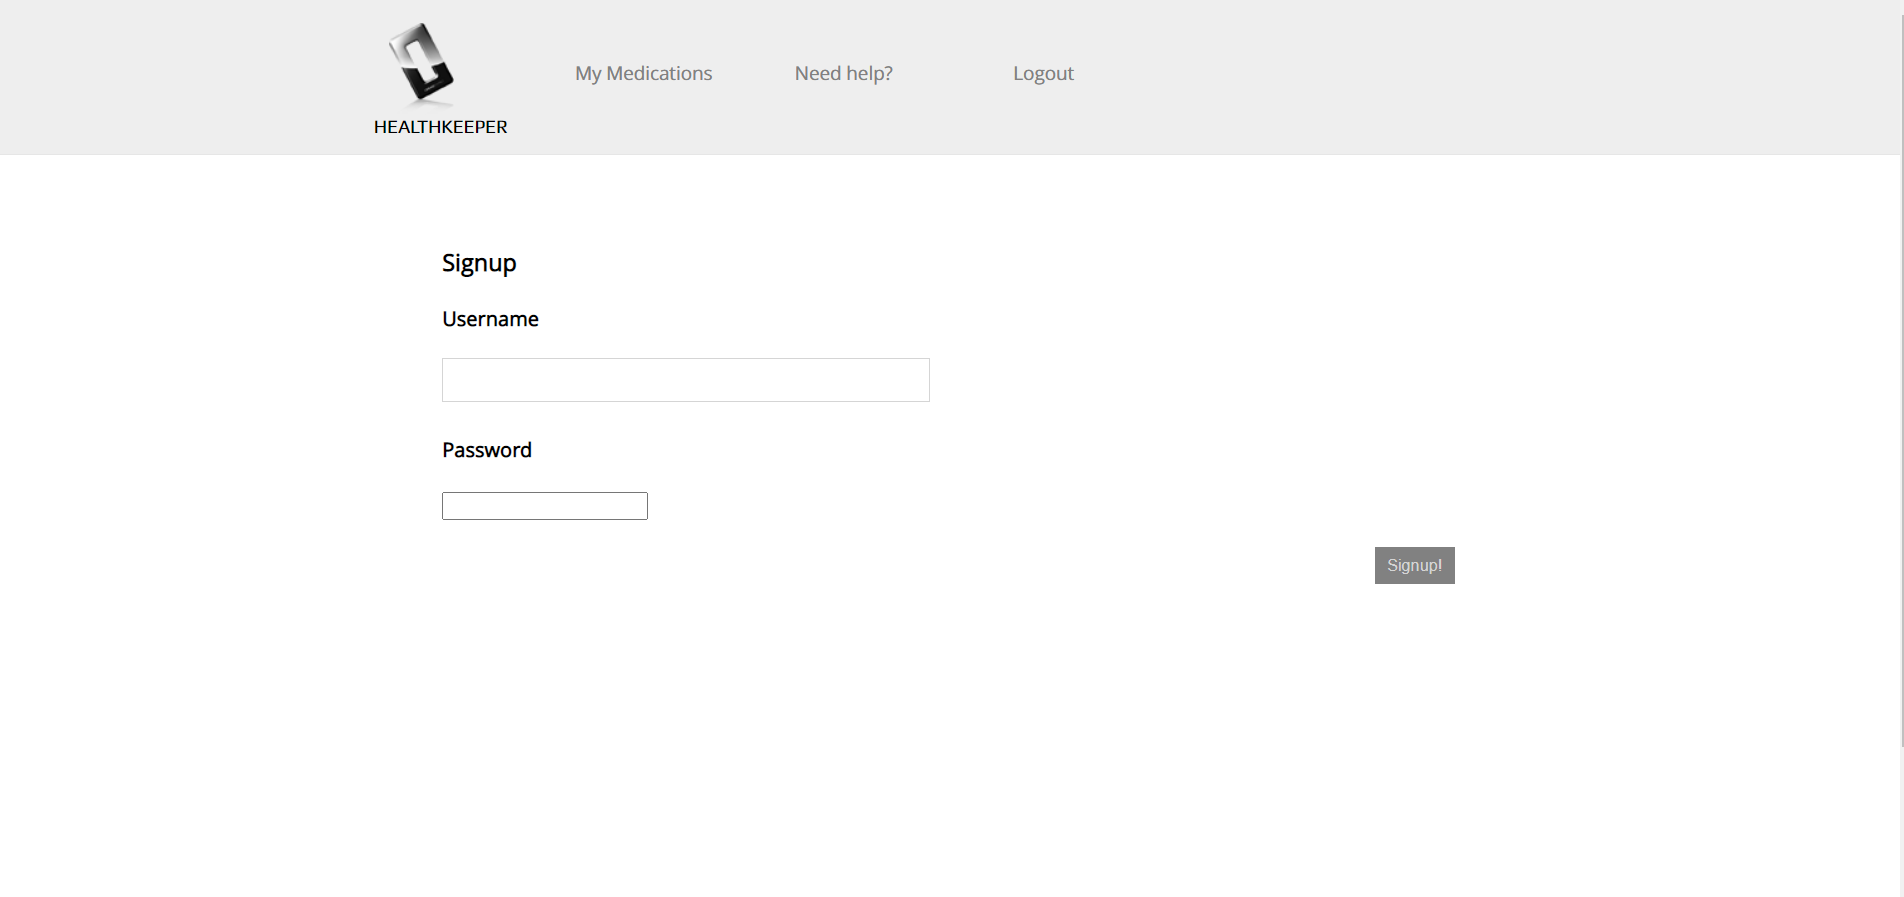 My Medications
Need help?
Logout
HEALTHKEEPER
Signup
Username
Password
Signup!